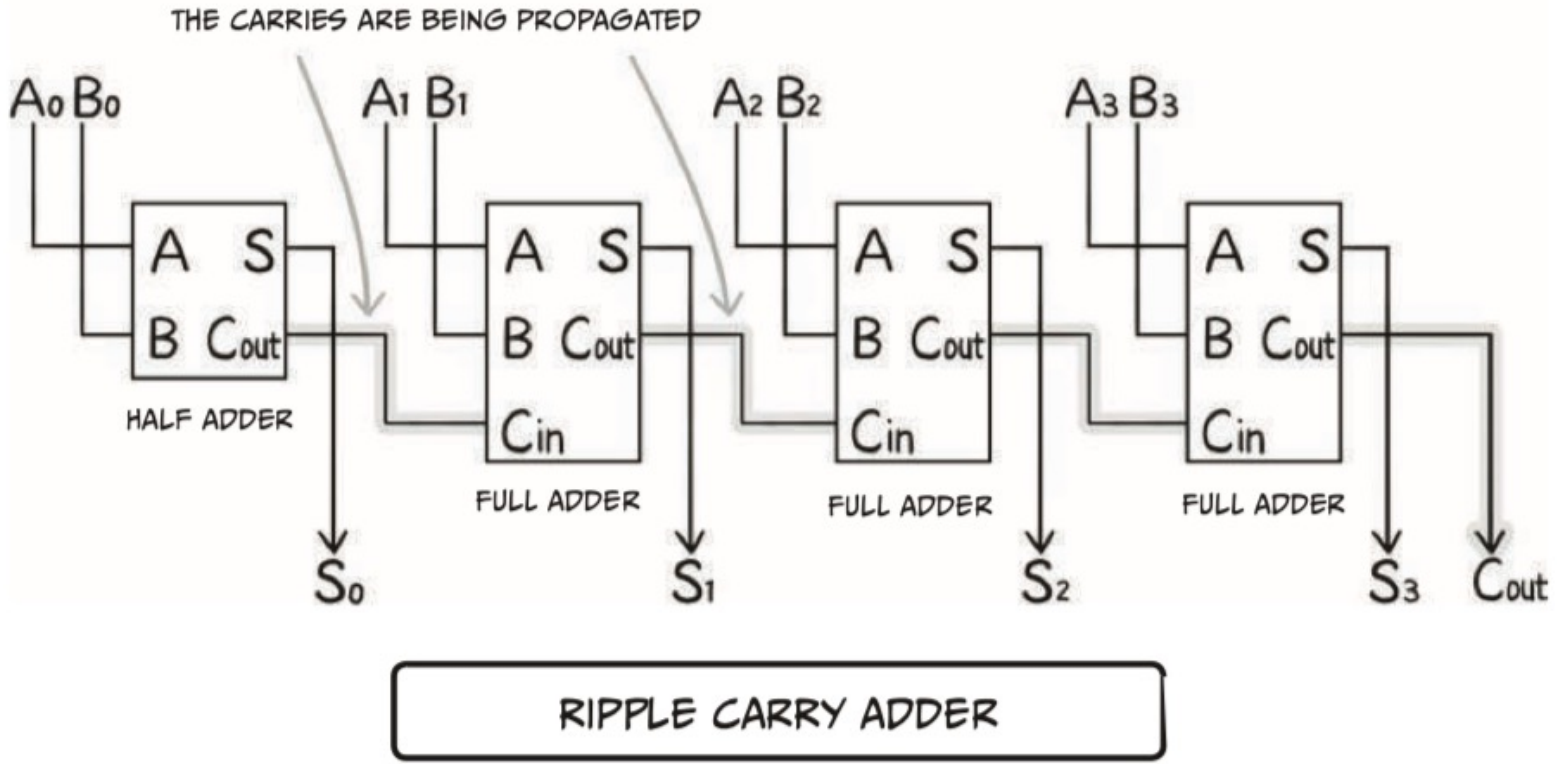 THE CARRIES ARE BEING PROPAGATED
A0 B0
A1 B1
A2 B2
A3 B3
A S
B Cout
HALF ADDER
A S
B Cout
Cin
FULL ADDER
A S
B Cout
Cin
FULL ADDER
A S
B Cout
Cin
FULL ADDER
S0
S1
S2
S3
Cout
RIPPLE CARRY ADDER